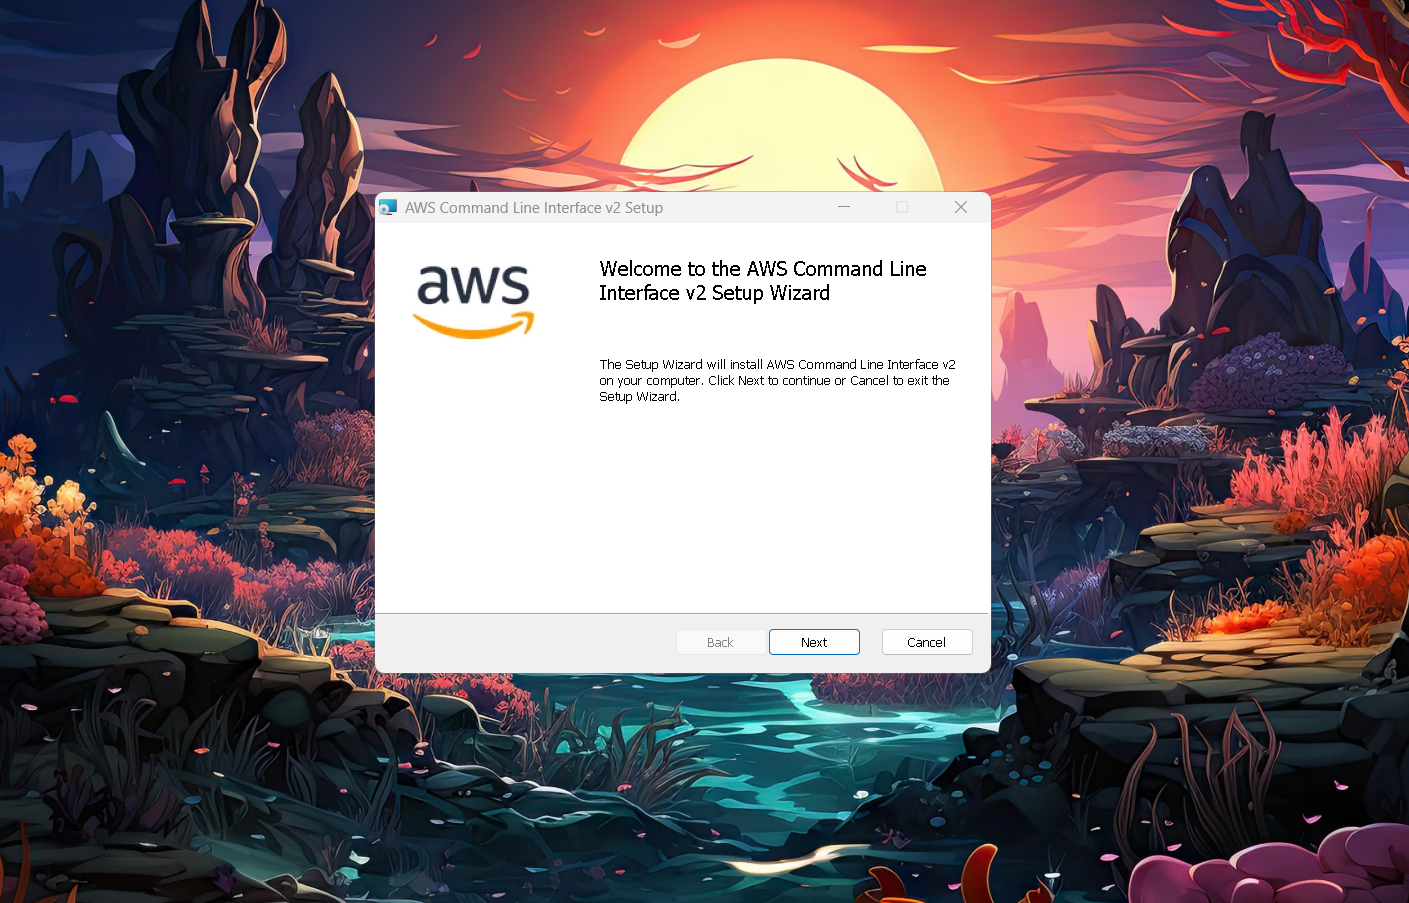 AWS Command Line Interface v2 Setup
aws
Welcome to the AWS Command Line
Interface v2 Setup Wizard
The Setup Wizard will install AWS Command Line Interface v2
on your computer. Click Next to continue or Cancel to exit the
Setup Wizard.
Back
Next
Cancel